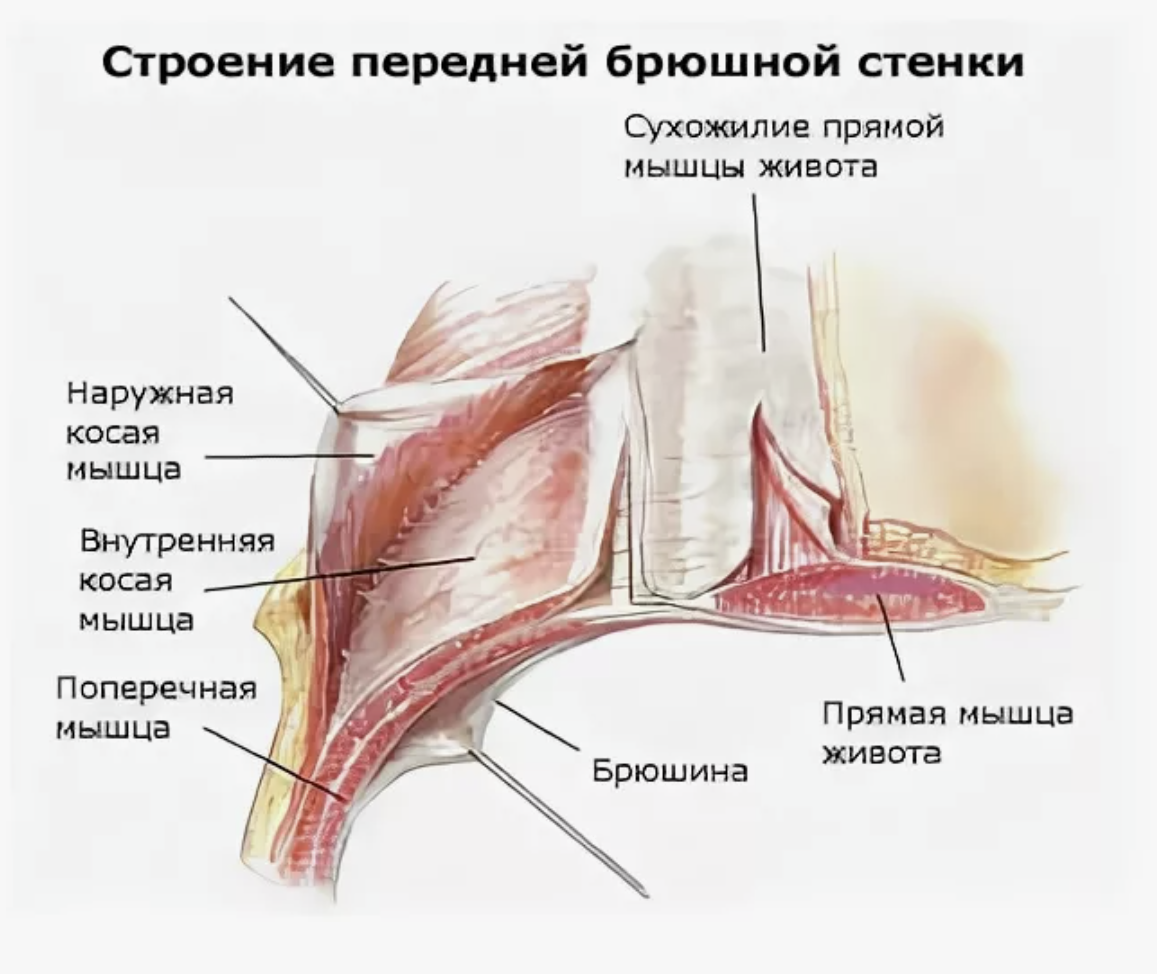 Строение передней брюшной стенки
Сухожилие прямой
мышцы живота
Наружная
косая
мышца
Внутренняя
косая
мышца
Поперечная
мышца
Прямая мышца
живота
Брюшина